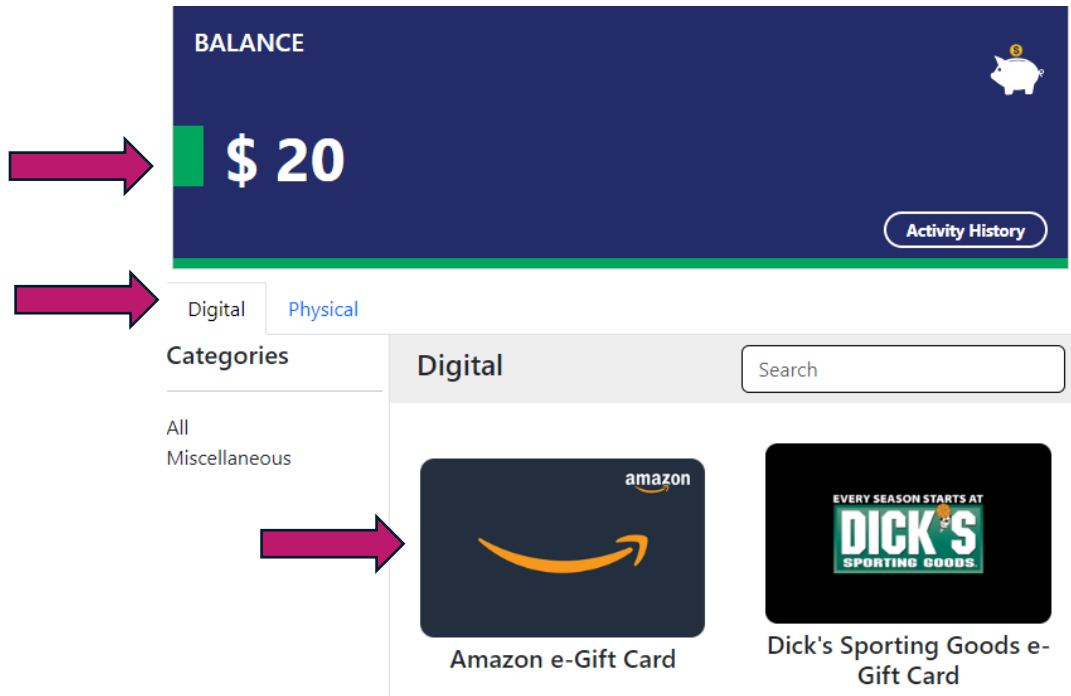 BALANCE
$
$ 20
Activity History
Digital
Physical
Categories
Digital
Search
All
Miscellaneous
amazon
EVERY SEASON STARTS AT
DICK'S
SPORTING GOODS
Amazon e-Gift Card
Dick's Sporting Goods e-
Gift Card